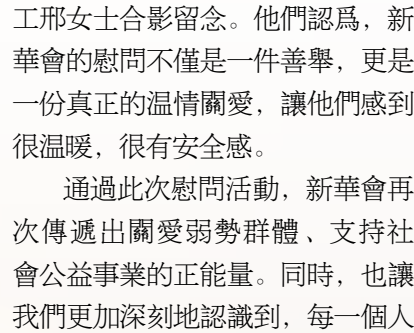 工邢女士合影留念。他們認爲，新
華會的慰問不僅是一件善舉，更是
一份真正的温情關愛，讓他們感到
很温暖，很有安全感。
通過此次慰問活動，新華會再
次傳遞出關愛弱勢群體、支持社
會公益事業的正能量。同時，也讓
我們更加深刻地認識到，每一個人